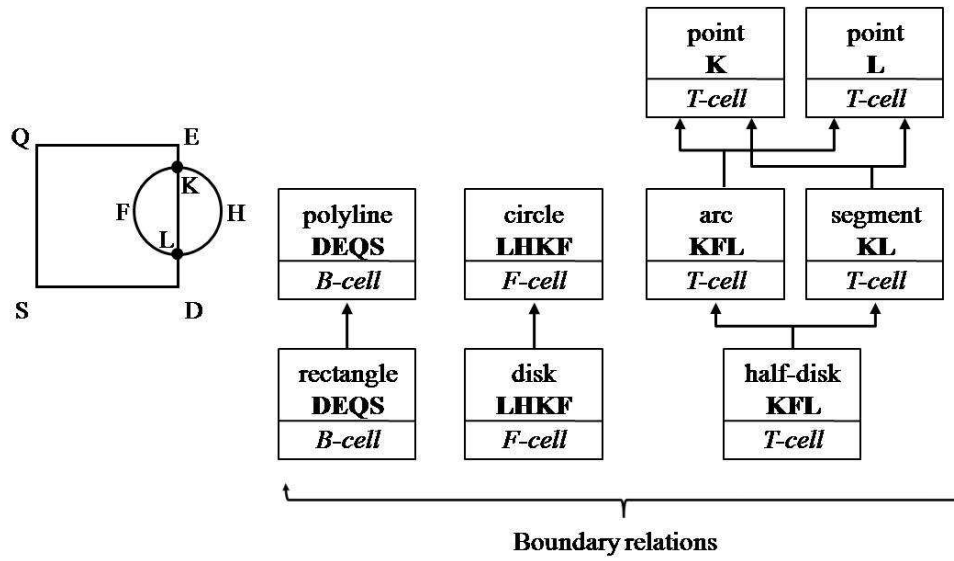 point
K
T-cell
point
L
T-cell
Q
E
K
F
H
L
S
D
polyline
DEQS
B-cell
circle
LHKF
F-cell
arc
KFL
T-cell
segment
KL
T-cell
rectangle
DEQS
B-cell
disk
LHKF
F-cell
half-disk
KFL
T-cell
Boundary relations